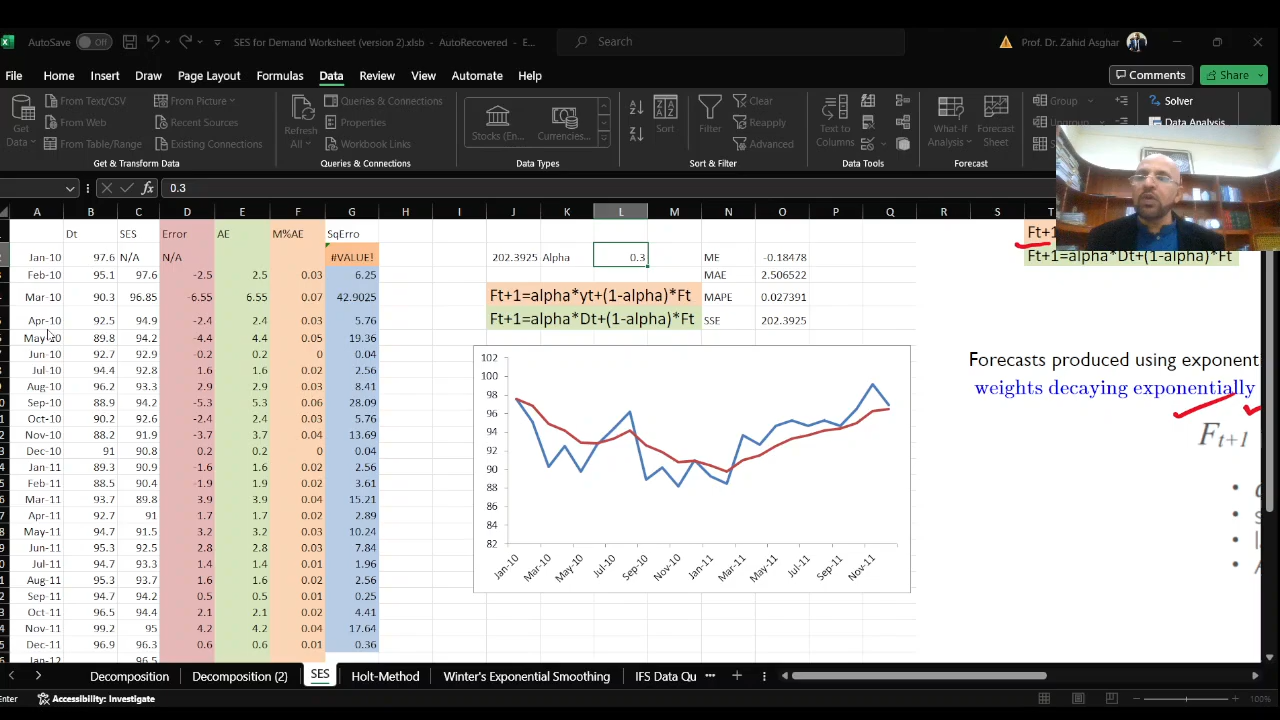 AutoSave Off SES for Demand Worksheet (version 2).xlsb - AutoRecovered - E... Search Prof. Dr. Zahid Asghar
File Home Insert Draw Page Layout Formulas Data Review View Automate Help Comments Share
From Text/CSV From Picture Queries & Connections Clear Group Solver
Get Data From Web Recent Sources Refresh All Properties Stocks (En... Currencies... Sort Filter Reapply Text to Columns What-If Analysis Forecast Sheet Ungroup Data Analysis
From Table/Range Existing Connections Workbook Links Advanced
Get & Transform Data Queries & Connections Data Types Sort & Filter Data Tools Forecast
fx 0.3
A B C D E F G H I J K L M N O P Q R S T
Dt SES Error AE M%AE SqErro Ft+1
Jan-10 97.6 N/A N/A #VALUE! 202.3925 Alpha 0.3 ME -0.18478 Ft+1=alpha*Dt+(1-alpha)*Ft
Feb-10 95.1 97.6 -2.5 2.5 0.03 6.25 MAE 2.506522
Mar-10 90.3 96.85 -6.55 6.55 0.07 42.9025 Ft+1=alpha*yt+(1-alpha)*Ft MAPE 0.027391
Apr-10 92.5 94.9 -2.4 2.4 0.03 5.76 Ft+1=alpha*Dt+(1-alpha)*Ft SSE 202.3925
May-10 89.8 94.2 -4.4 4.4 0.05 19.36
Jun-10 92.7 92.9 -0.2 0.2 0 0.04
Jul-10 94.4 92.8 1.6 1.6 0.02 2.56
Aug-10 96.2 93.3 2.9 2.9 0.03 8.41
Sep-10 88.9 94.2 -5.3 5.3 0.06 28.09
Oct-10 90.2 92.6 -2.4 2.4 0.03 5.76
Nov-10 88.2 91.9 -3.7 3.7 0.04 13.69
Dec-10 91 90.8 0.2 0.2 0 0.04
Jan-11 89.3 90.9 -1.6 1.6 0.02 2.56
Feb-11 88.5 90.4 -1.9 1.9 0.02 3.61
Mar-11 93.7 89.8 3.9 3.9 0.04 15.21
Apr-11 92.7 91 1.7 1.7 0.02 2.89
May-11 94.7 91.5 3.2 3.2 0.03 10.24
Jun-11 95.3 92.5 2.8 2.8 0.03 7.84
Jul-11 94.7 93.3 1.4 1.4 0.01 1.96
Aug-11 95.3 93.7 1.6 1.6 0.02 2.56
Sep-11 94.7 94.2 0.5 0.5 0.01 0.25
Oct-11 96.5 94.4 2.1 2.1 0.02 4.41
Nov-11 99.2 95 4.2 4.2 0.04 17.64
Dec-11 96.9 96.3 0.6 0.6 0.01 0.36
Jan-12 96.5
102
100
98
96
94
92
90
88
86
84
82
Jan-10 Mar-10 May-10 Jul-10 Sep-10 Nov-10 Jan-11 Mar-11 May-11 Jul-11 Sep-11 Nov-11
Forecasts produced using exponent
weights decaying exponentially
Ft+1
Decomposition Decomposition (2) SES Holt-Method Winter's Exponential Smoothing IFS Data Qu ...
Enter Accessibility: Investigate 100%